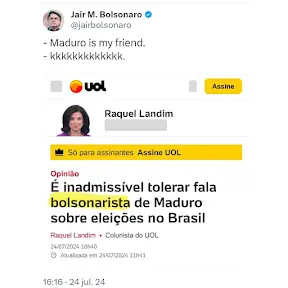 Jair M. Bolsonaro
@jairbolsonaro
- Maduro is my friend.
- kkkkkkkkkkkkk.
uol
Assine
Raquel Landim
Só para assinantes Assine UOL
Opinião
É inadmissível tolerar fala
bolsonarista de Maduro
sobre eleições no Brasil
Raquel Landim • Colunista do UOL
24/07/2024 10h40
Atualizada em 24/07/2024 11h43
16:16 · 24 jul. 24